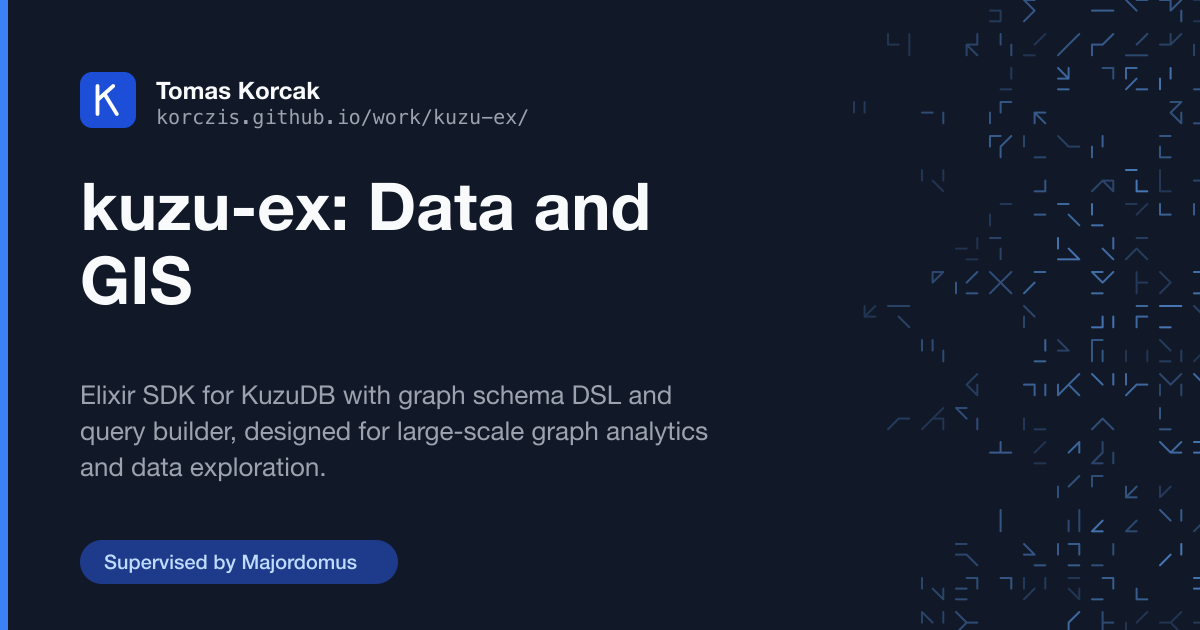 K
Tomas Korcak
korczis.github.io/work/kuzu-ex/
kuzu-ex: Data and
GIS
Elixir SDK for KuzuDB with graph schema DSL and
query builder, designed for large-scale graph analytics
and data exploration.
Supervised by Majordomus